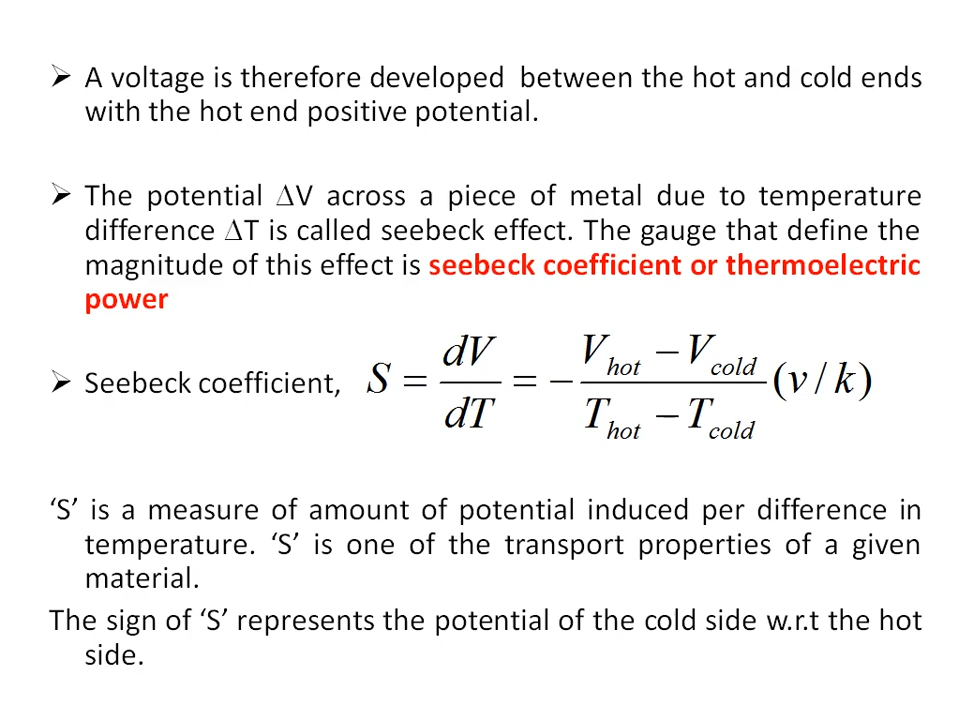 ➢ A voltage is therefore developed between the hot and cold ends
with the hot end positive potential.
➢ The potential ∆V across a piece of metal due to temperature
difference ∆T is called seebeck effect. The gauge that define the
magnitude of this effect is seebeck coefficient or thermoelectric
power
➢ Seebeck coefficient, S = dV/dT = − (V_hot − V_cold)/(T_hot − T_cold) (v / k)
‘S’ is a measure of amount of potential induced per difference in
temperature. ‘S’ is one of the transport properties of a given
material.
The sign of ‘S’ represents the potential of the cold side w.r.t the hot
side.